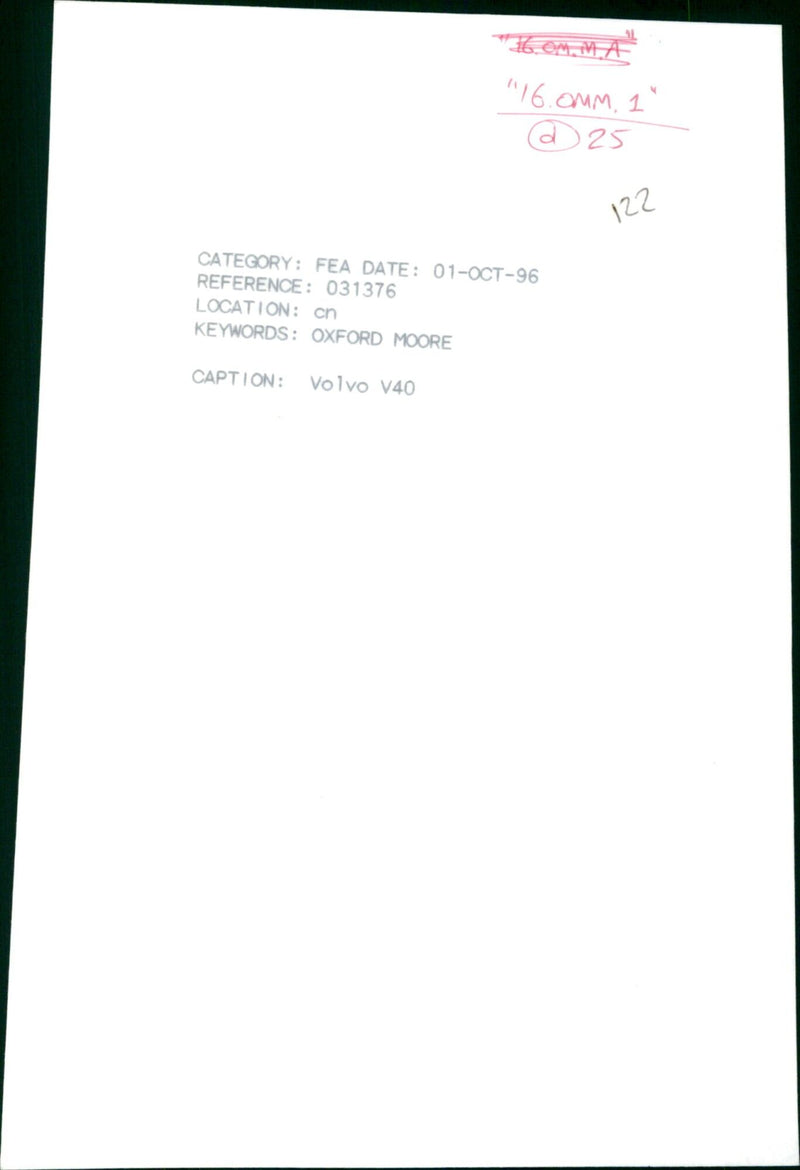 "16.OM.M.A"
"16.OMM.1"
d 25
122
CATEGORY: FEA DATE: 01-OCT-96
REFERENCE: 031376
LOCATION: cn
KEYWORDS: OXFORD MOORE
CAPTION: Volvo V40